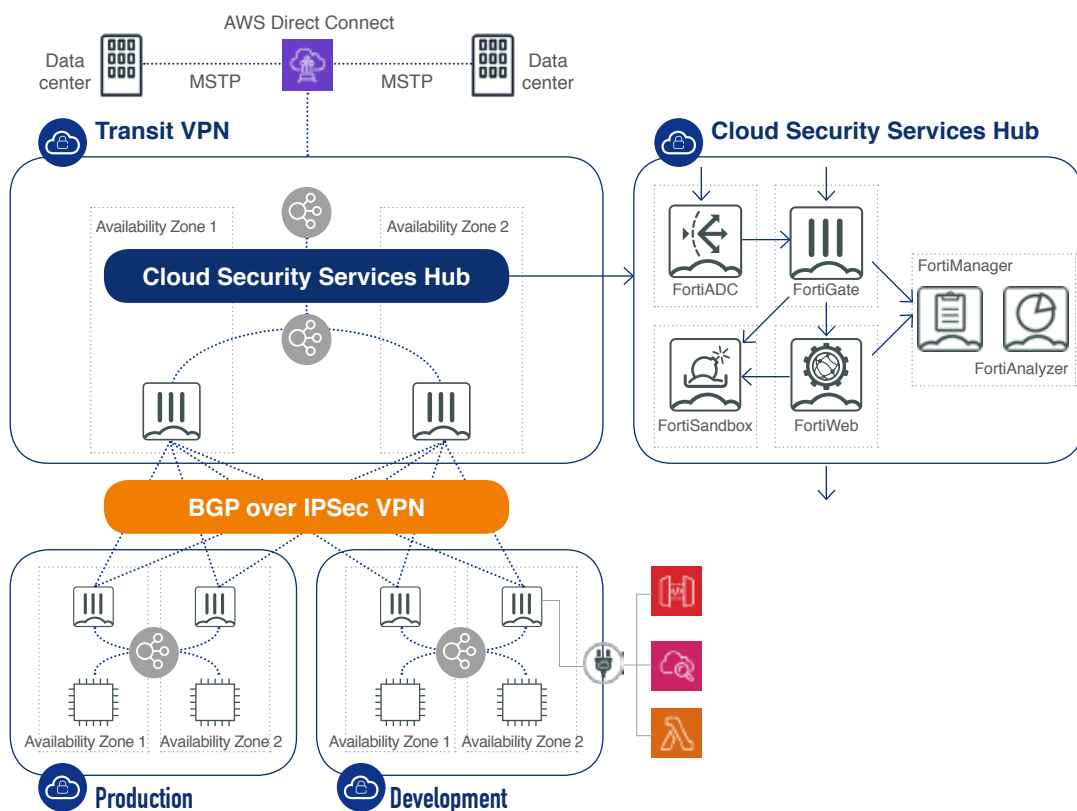 AWS Direct Connect
Data
center
MSTP
MSTP
Data
center
Transit VPN
Cloud Security Services Hub
Availability Zone 1
Availability Zone 2
Cloud Security Services Hub
FortiADC
FortiGate
FortiManager
FortiAnalyzer
FortiSandbox
FortiWeb
BGP over IPSec VPN
Availability Zone 1
Availability Zone 2
Availability Zone 1
Availability Zone 2
Production
Development